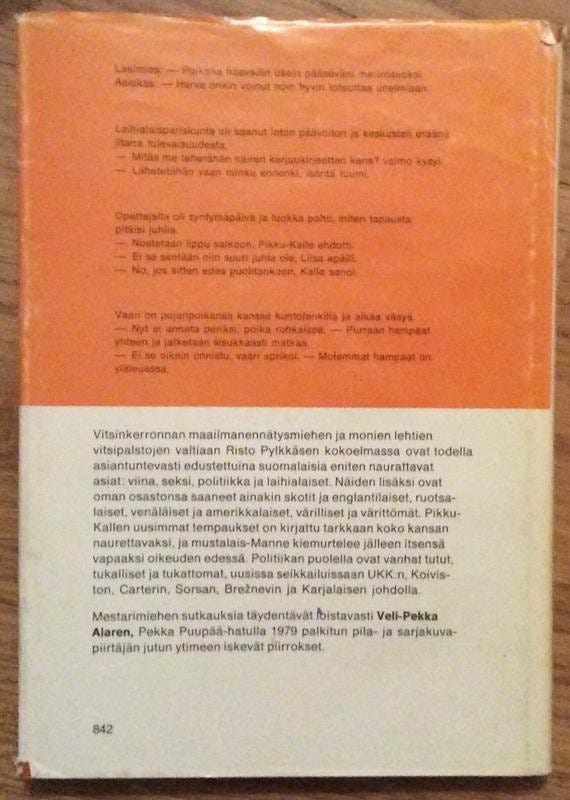 Lakimies: — Poikana haaveilin usein pääseväni merirosvoksi.
Asiakas: — Harva onkin voinut noin hyvin toteuttaa unelmiaan.
Laihialaispariskunta oli saanut loton päävoiton ja keskusteli eräänä
iltana tulevaisuudesta.
— Mitäs me teherähän näiren kerjuukirjeetten kans? vaimo kysyi.
— Lähetetähän vaan niinku ennenki, isäntä tuumi.
Opettajalla oli syntymäpäivä ja luokka pohti, miten tapausta
pitäisi juhlia.
— Nostetaan lippu salkoon, Pikku-Kalle ehdotti.
— Ei se sentään niin suuri juhla ole, Liisa epäili.
— No, jos sitten edes puolitankoon, Kalle sanoi.
Vaari on pojanpoikansa kanssa kuntolenkillä ja alkaa väsyä.
— Nyt ei anneta periksi, poika rohkaisee. — Purraan hampaat
yhteen ja jatketaan sisukkaasti matkaa.
— Ei se oikein onnistu, vaari aprikoi. — Molemmat hampaat on
yläleuassa.
Vitsinkerronnan maailmanennätysmiehen ja monien lehtien
vitsipalstojen valtiaan Risto Pylkkäsen kokoelmassa ovat todella
asiantuntevasti edustettuina suomalaisia eniten naurattavat
asiat: viina, seksi, politiikka ja laihialaiset. Näiden lisäksi ovat
oman osastonsa saaneet ainakin skotit ja englantilaiset, ruotsa-
laiset, venäläiset ja amerikkalaiset, värilliset ja värittömät. Pikku-
Kallen uusimmat tempaukset on kirjattu tarkkaan koko kansan
naurettavaksi, ja mustalais-Manne kiemurtelee jälleen itsensä
vapaaksi oikeuden edessä. Politiikan puolella ovat vanhat tutut,
tukalliset ja tukattomat, uusissa seikkailuissaan UKK:n, Koivis-
ton, Carterin, Sorsan, Brežnevin ja Karjalaisen johdolla.
Mestarimiehen sutkauksia täydentävät loistavasti Veli-Pekka
Alaren, Pekka Puupää-hatulla 1979 palkitun pila- ja sarjakuva-
piirtäjän jutun ytimeen iskevät piirrokset.
842